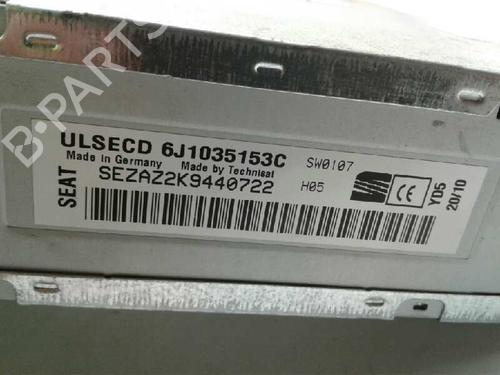 B-PARTS
ULSECD 6J1035153C SW0107
Made in Germany Made by Technisat
SEZAZ2K9440722 H05
SEAT
CE
YD5
20/10